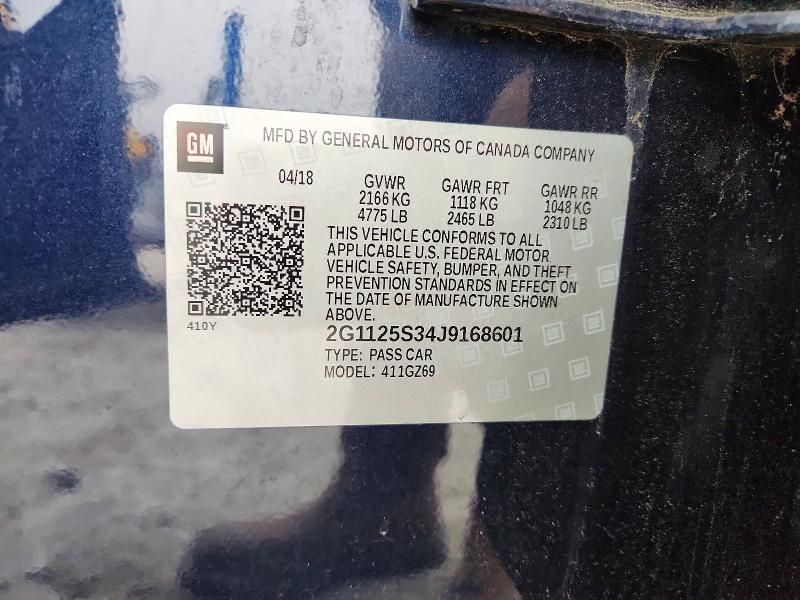 GM
MFD BY GENERAL MOTORS OF CANADA COMPANY
04/18 GVWR GAWR FRT GAWR RR
2166 KG 1118 KG 1048 KG
4775 LB 2465 LB 2310 LB
THIS VEHICLE CONFORMS TO ALL
APPLICABLE U.S. FEDERAL MOTOR
VEHICLE SAFETY, BUMPER, AND THEFT
PREVENTION STANDARDS IN EFFECT ON
THE DATE OF MANUFACTURE SHOWN
ABOVE.
410Y
2G1125S34J9168601
TYPE: PASS CAR
MODEL: 411GZ69